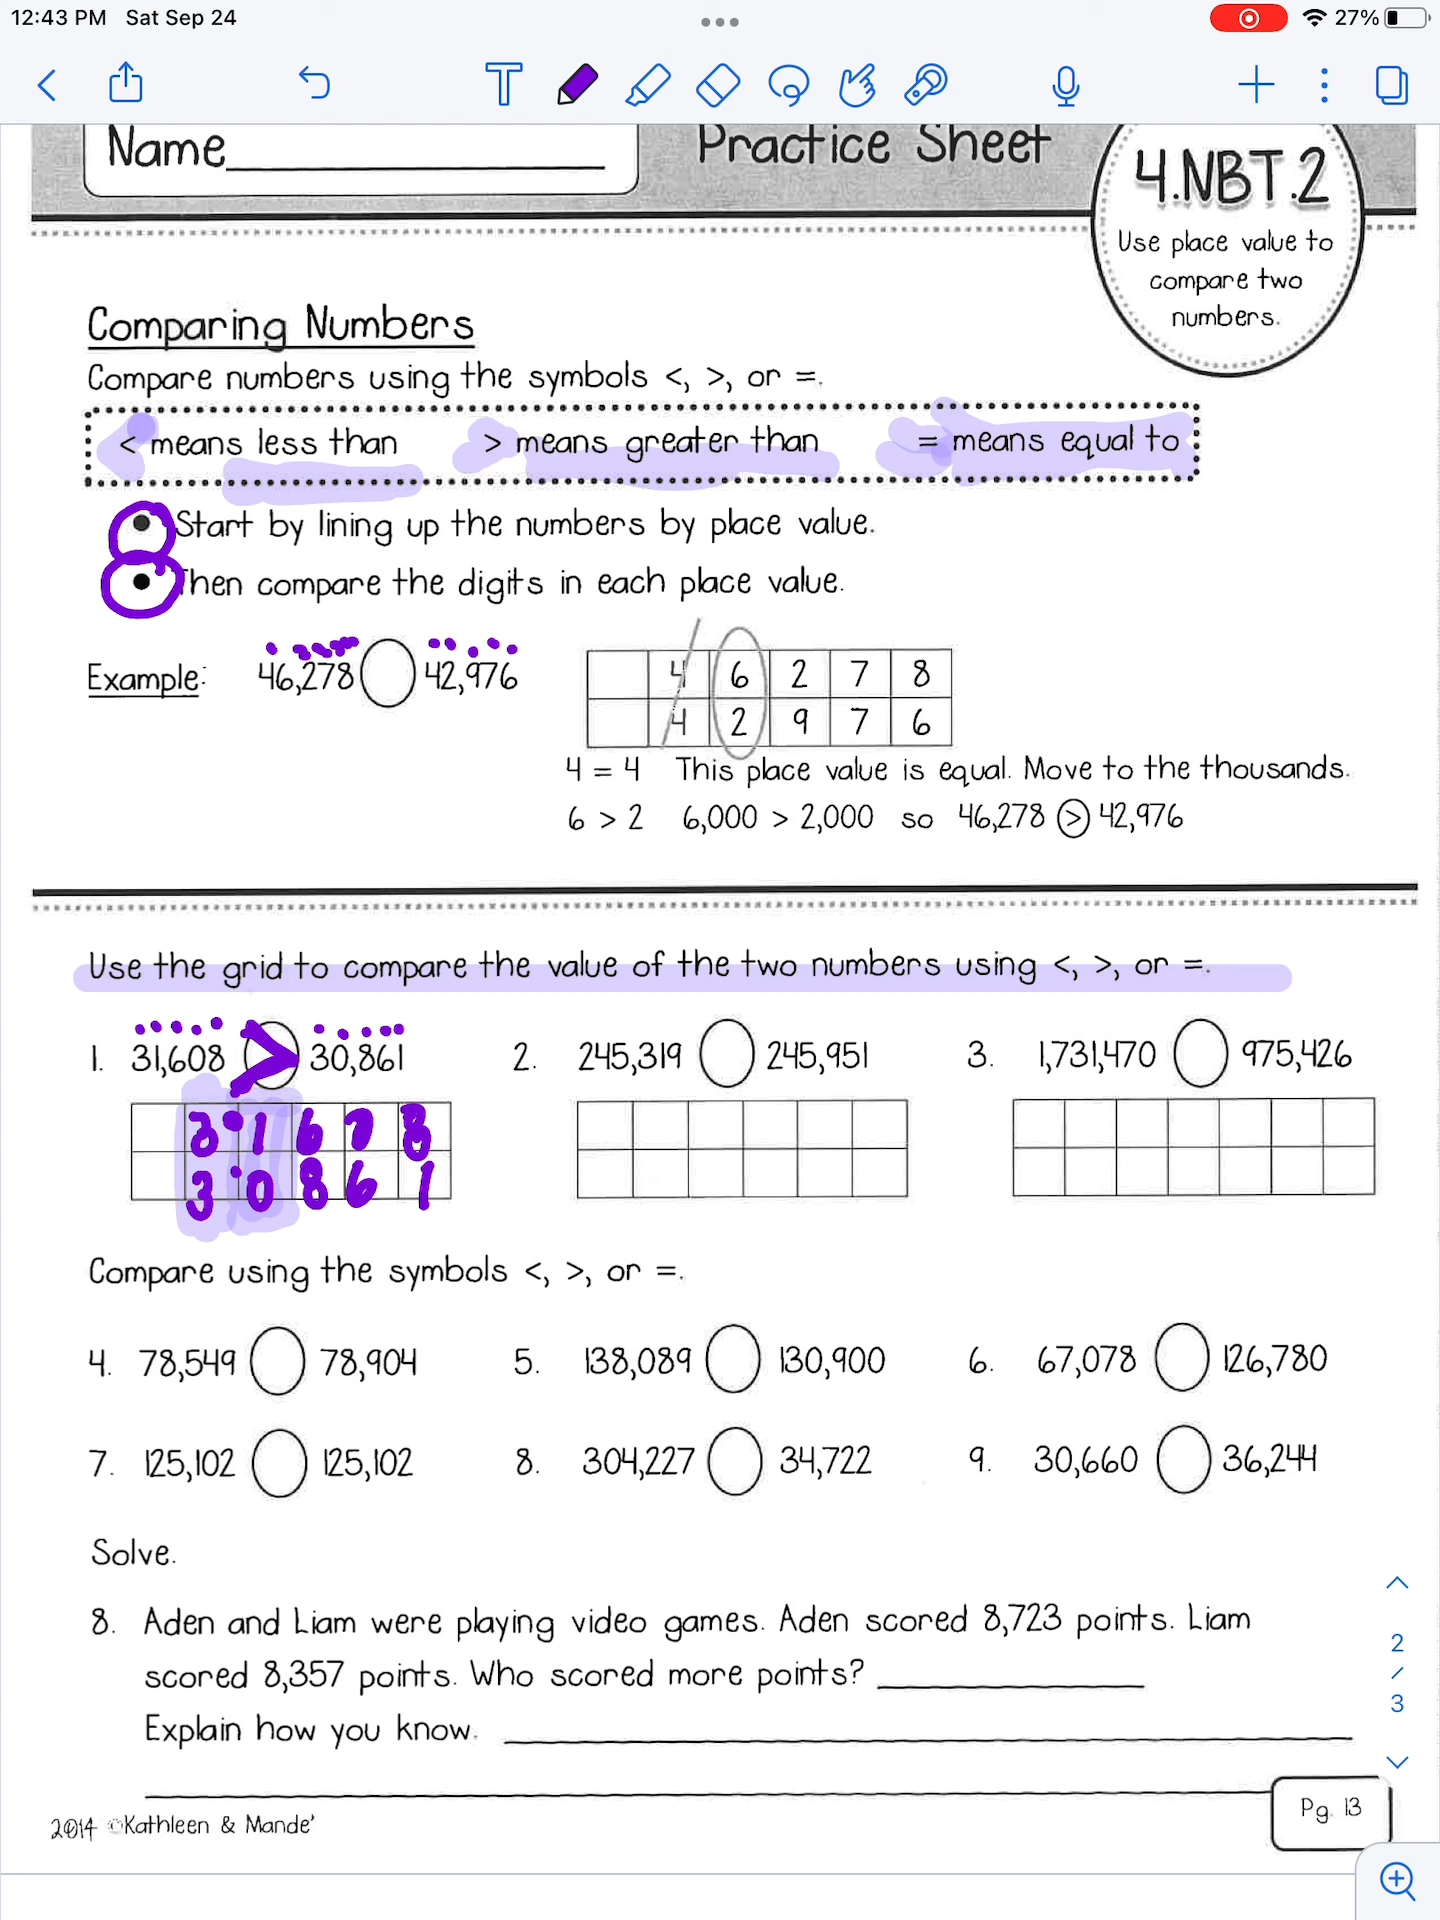 12:43 PM Sat Sep 24
27%
Name
Practice Sheet
4.NBT.2
Use place value to
compare two
numbers.
Comparing Numbers
Compare numbers using the symbols <, >, or =.
< means less than > means greater than = means equal to
• Start by lining up the numbers by place value.
• Then compare the digits in each place value.
Example: 46,278 42,976
4 6 2 7 8
4 2 9 7 6
4 = 4 This place value is equal. Move to the thousands.
6 > 2 6,000 > 2,000 so 46,278 > 42,976
Use the grid to compare the value of the two numbers using <, >, or =.
1. 31,608 > 30,861 2. 245,319 245,951 3. 1,731,470 975,426
3 1 6 0 8
3 0 8 6 1
Compare using the symbols <, >, or =.
4. 78,549 78,904 5. 138,089 130,900 6. 67,078 126,780
7. 125,102 125,102 8. 304,227 34,722 9. 30,660 36,244
Solve.
8. Aden and Liam were playing video games. Aden scored 8,723 points. Liam
scored 8,357 points. Who scored more points?
Explain how you know.
2014 ©Kathleen & Mande'
Pg. 13
2
/
3